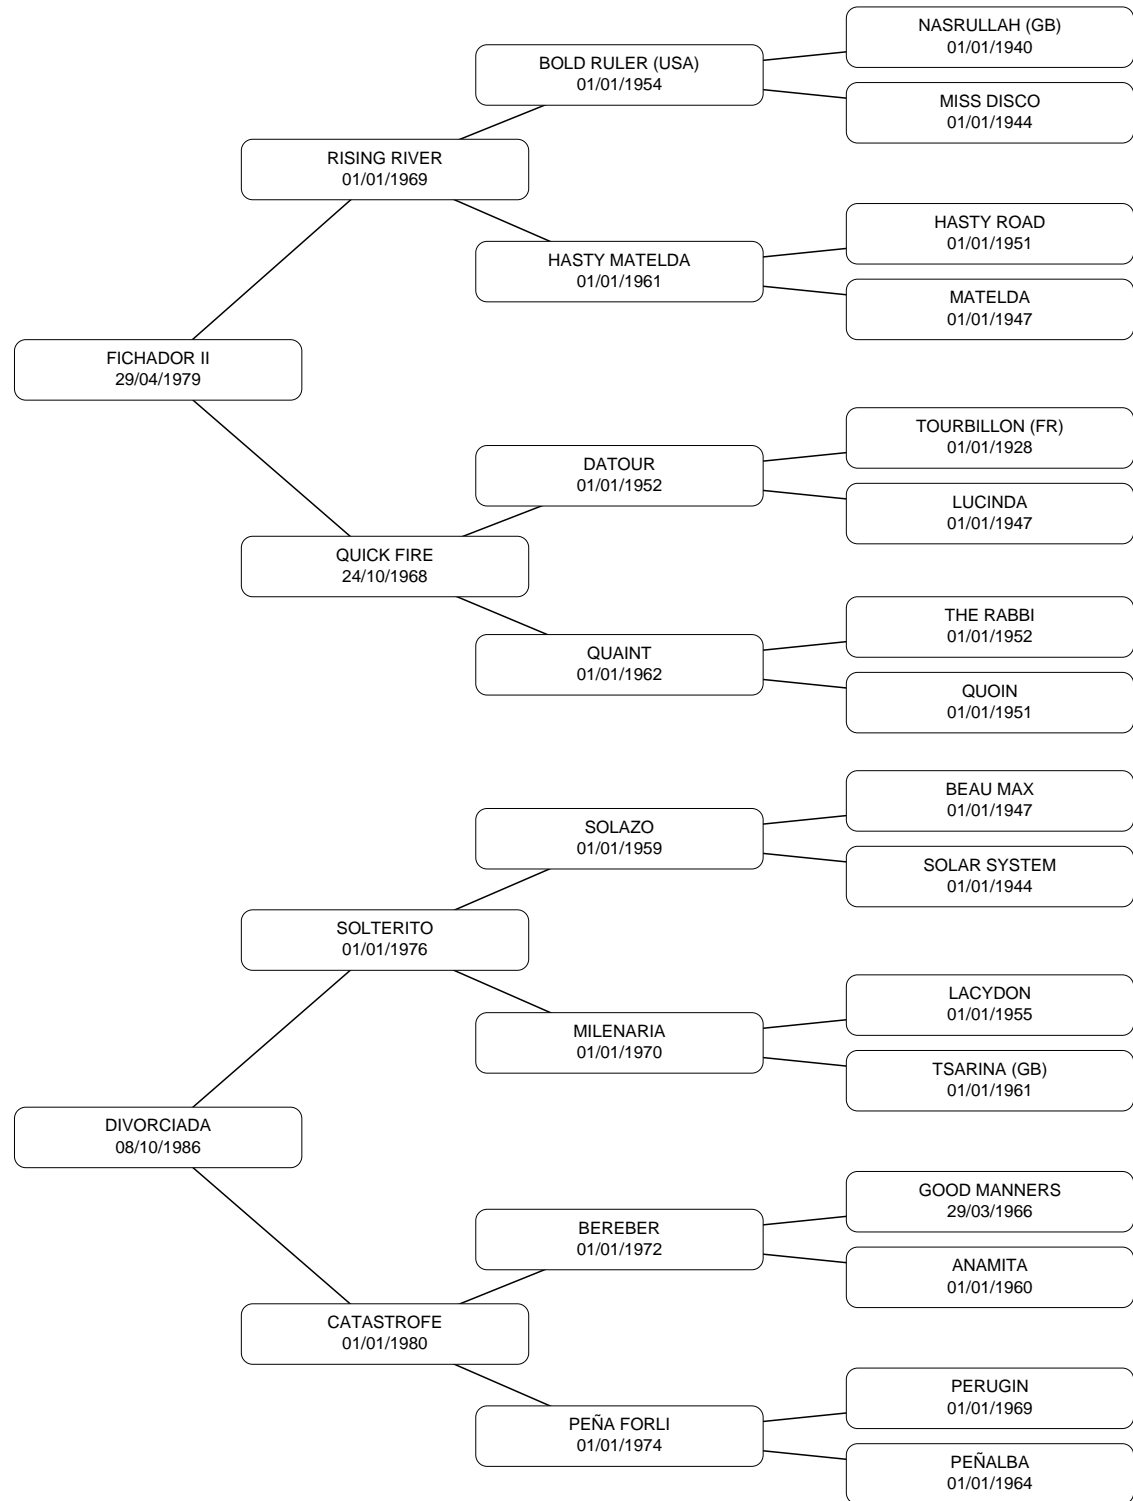 NASRULLAH (GB)
01/01/1940
BOLD RULER (USA)
01/01/1954
MISS DISCO
01/01/1944
RISING RIVER
01/01/1969
HASTY ROAD
01/01/1951
HASTY MATELDA
01/01/1961
MATELDA
01/01/1947
FICHADOR II
29/04/1979
TOURBILLON (FR)
01/01/1928
DATOUR
01/01/1952
LUCINDA
01/01/1947
QUICK FIRE
24/10/1968
THE RABBI
01/01/1952
QUAINT
01/01/1962
QUOIN
01/01/1951
BEAU MAX
01/01/1947
SOLAZO
01/01/1959
SOLAR SYSTEM
01/01/1944
SOLTERITO
01/01/1976
LACYDON
01/01/1955
MILENARIA
01/01/1970
TSARINA (GB)
01/01/1961
DIVORCIADA
08/10/1986
GOOD MANNERS
29/03/1966
BEREBER
01/01/1972
ANAMITA
01/01/1960
CATASTROFE
01/01/1980
PERUGIN
01/01/1969
PEÑA FORLI
01/01/1974
PEÑALBA
01/01/1964